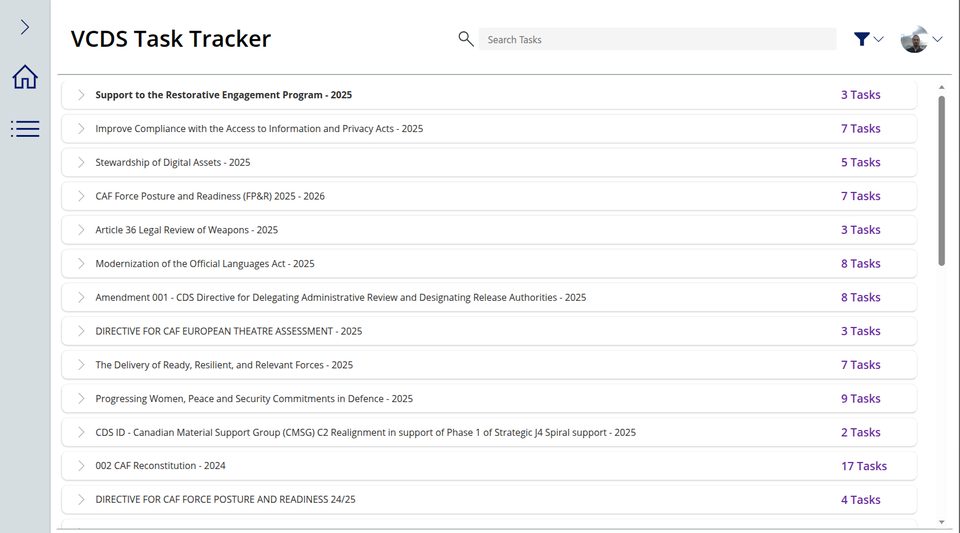 VCDS Task Tracker
Search Tasks
Support to the Restorative Engagement Program - 2025 3 Tasks
Improve Compliance with the Access to Information and Privacy Acts - 2025 7 Tasks
Stewardship of Digital Assets - 2025 5 Tasks
CAF Force Posture and Readiness (FP&R) 2025 - 2026 7 Tasks
Article 36 Legal Review of Weapons - 2025 3 Tasks
Modernization of the Official Languages Act - 2025 8 Tasks
Amendment 001 - CDS Directive for Delegating Administrative Review and Designating Release Authorities - 2025 8 Tasks
DIRECTIVE FOR CAF EUROPEAN THEATRE ASSESSMENT - 2025 3 Tasks
The Delivery of Ready, Resilient, and Relevant Forces - 2025 7 Tasks
Progressing Women, Peace and Security Commitments in Defence - 2025 9 Tasks
CDS ID - Canadian Material Support Group (CMSG) C2 Realignment in support of Phase 1 of Strategic J4 Spiral support - 2025 2 Tasks
002 CAF Reconstitution - 2024 17 Tasks
DIRECTIVE FOR CAF FORCE POSTURE AND READINESS 24/25 4 Tasks